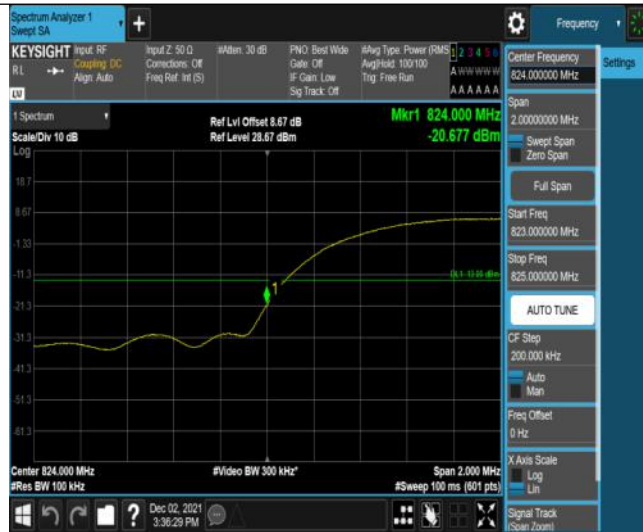 Spectrum Analyzer 1
Swept SA
+
Frequency
KEYSIGHT
RL
LNI
Input: RF
Coupling: DC
Align: Auto
Input Z: 50 Ω
Corrections: Off
Freq Ref: Int (S)
#Atten: 30 dB
PNO: Best Wide
Gate: Off
IF Gain: Low
Sig Track: Off
#Avg Type: Power (RMS)
Avg|Hold: 100/100
Trig: Free Run
1 2 3 4 5 6
A W W W W W
A A A A A A
1 Spectrum
Scale/Div 10 dB
Log
Ref Lvl Offset 8.67 dB
Ref Level 28.67 dBm
Mkr1 824.000 MHz
-20.677 dBm
18.7
8.67
-1.33
-11.3
-21.3
-31.3
-41.3
-51.3
-61.3
DL1 -13.00 dBm
1
Center 824.000 MHz
#Res BW 100 kHz
#Video BW 300 kHz*
Span 2.000 MHz
#Sweep 100 ms (601 pts)
Dec 02, 2021
3:36:29 PM
?
Center Frequency
824.000000 MHz
Span
2.00000000 MHz
Swept Span
Zero Span
Full Span
Start Freq
823.000000 MHz
Stop Freq
825.000000 MHz
AUTO TUNE
CF Step
200.000 kHz
Auto
Man
Freq Offset
0 Hz
X Axis Scale
Log
Lin
Signal Track
(Span Zoom)
Settings